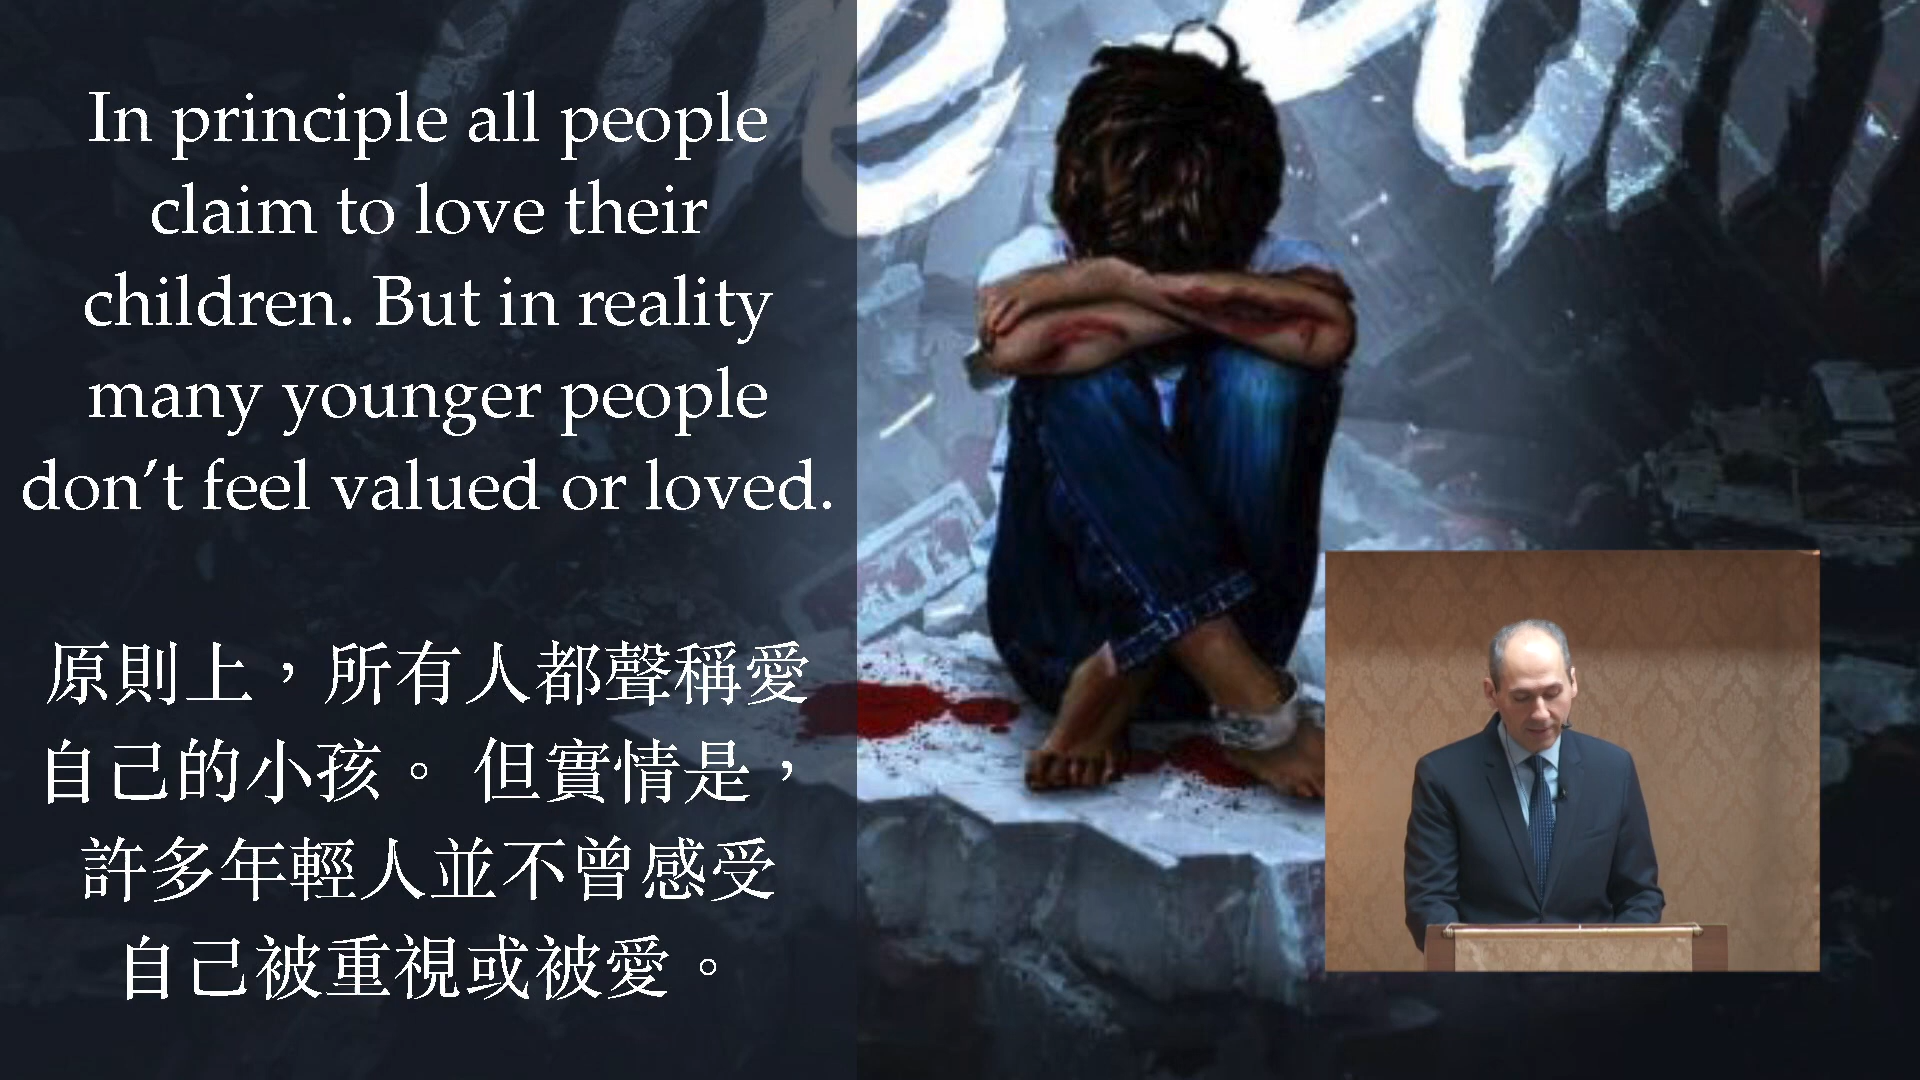 In principle all people
claim to love their
children. But in reality
many younger people
don’t feel valued or loved.
原則上，所有人都聲稱愛
自己的小孩。 但實情是，
許多年輕人並不曾感受
自己被重視或被愛。